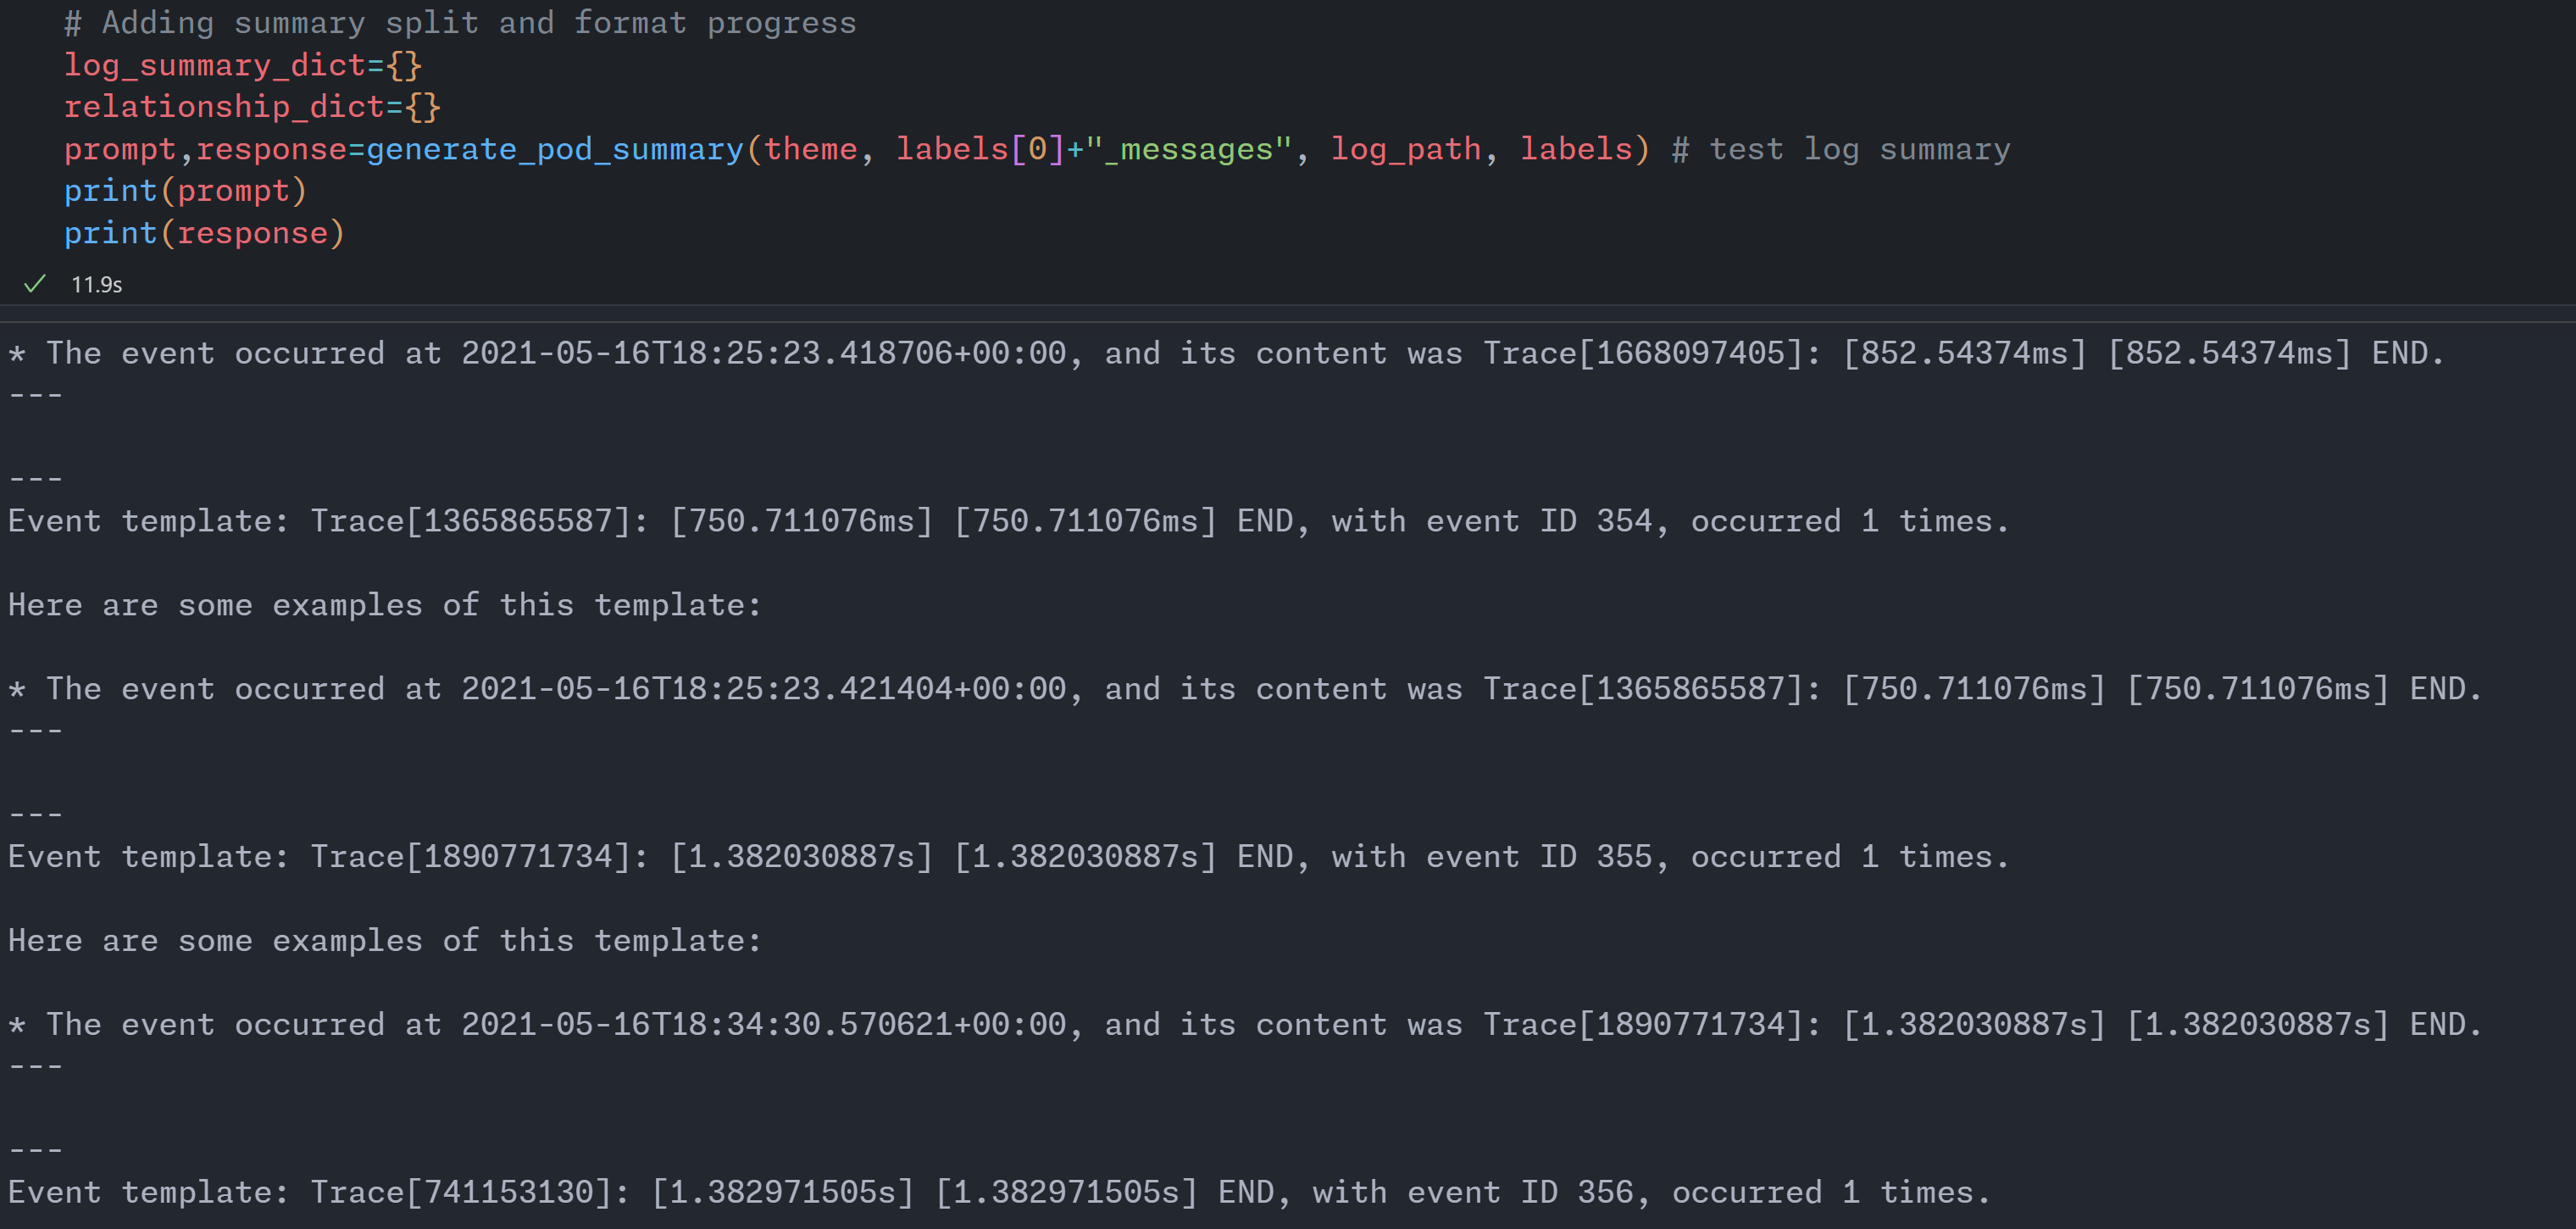 # Adding summary split and format progress
log_summary_dict={}
relationship_dict={}
prompt,response=generate_pod_summary(theme, labels[0]+"_messages", log_path, labels) # test log summary
print(prompt)
print(response)
✓ 11.9s
* The event occurred at 2021-05-16T18:25:23.418706+00:00, and its content was Trace[1668097405]: [852.54374ms] [852.54374ms] END.
---
---
Event template: Trace[1365865587]: [750.711076ms] [750.711076ms] END, with event ID 354, occurred 1 times.
Here are some examples of this template:
* The event occurred at 2021-05-16T18:25:23.421404+00:00, and its content was Trace[1365865587]: [750.711076ms] [750.711076ms] END.
---
---
Event template: Trace[1890771734]: [1.382030887s] [1.382030887s] END, with event ID 355, occurred 1 times.
Here are some examples of this template:
* The event occurred at 2021-05-16T18:34:30.570621+00:00, and its content was Trace[1890771734]: [1.382030887s] [1.382030887s] END.
---
---
Event template: Trace[741153130]: [1.382971505s] [1.382971505s] END, with event ID 356, occurred 1 times.